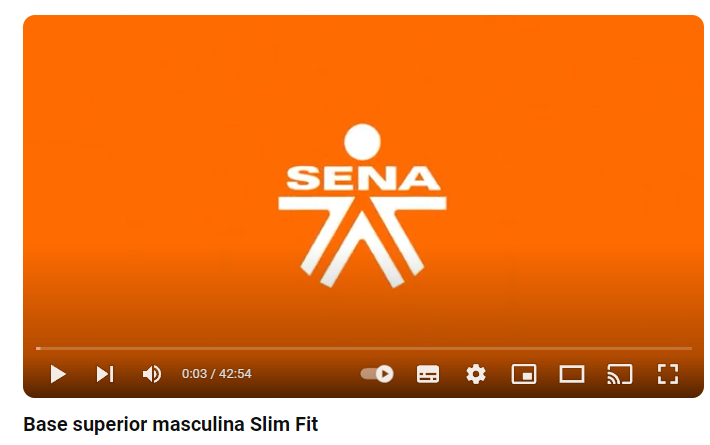 SENA
0:03 / 42:54
Base superior masculina Slim Fit